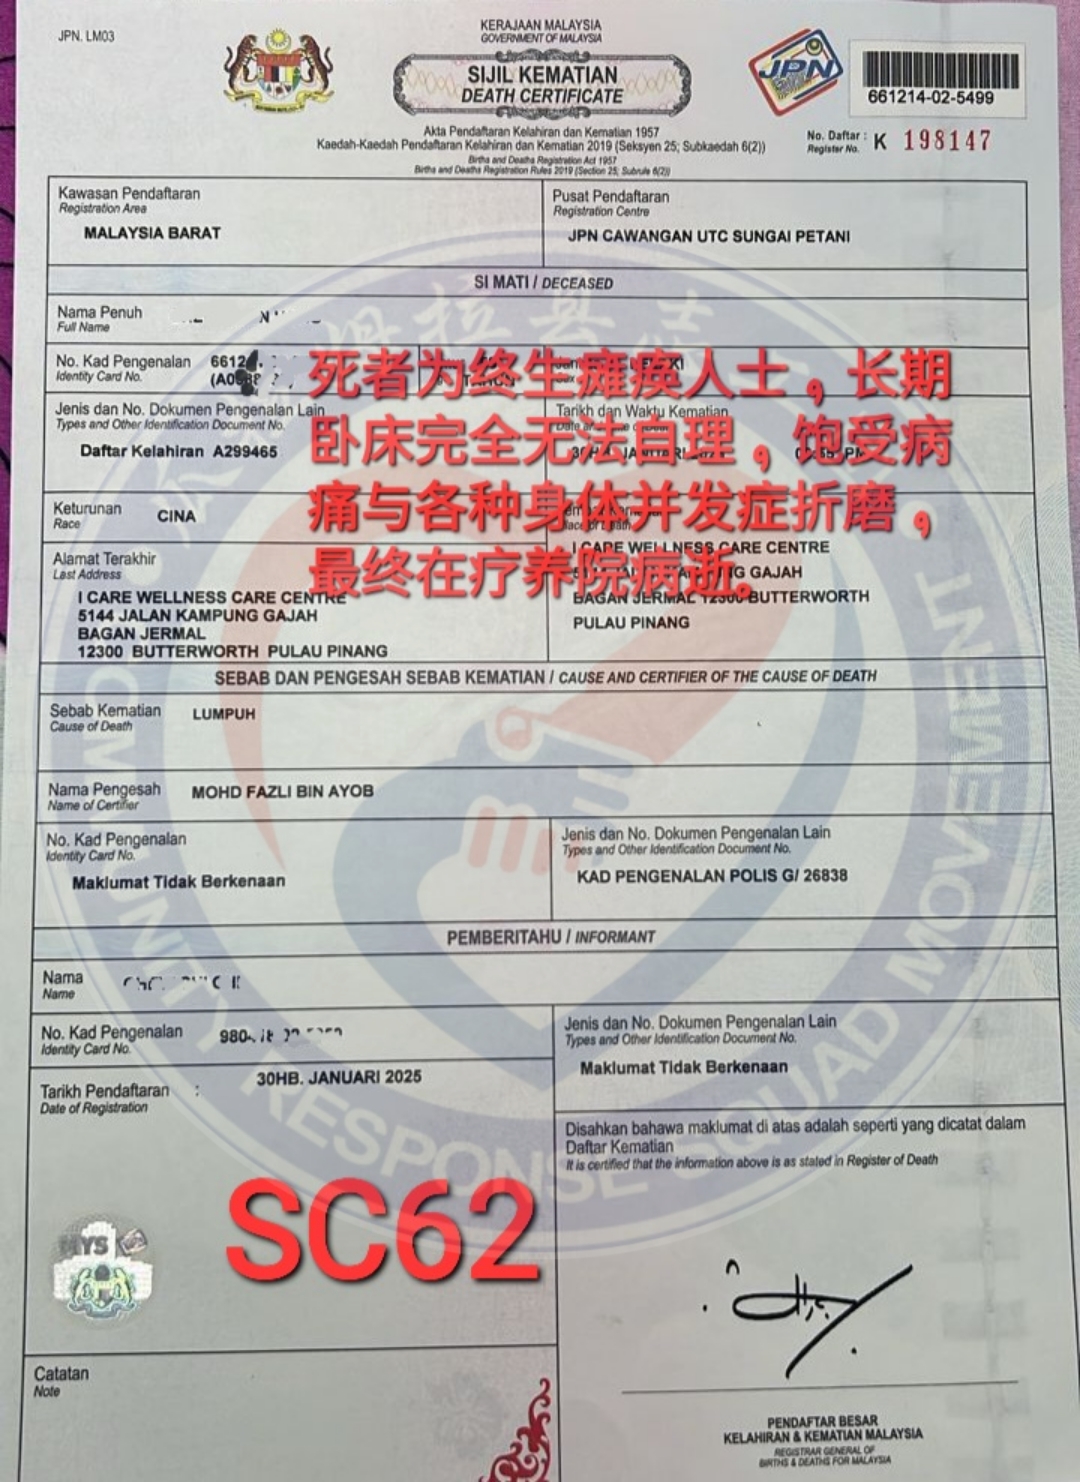 JPN. LM03
KERAJAAN MALAYSIA
GOVERNMENT OF MALAYSIA
SIJIL KEMATIAN
DEATH CERTIFICATE
JPN
661214-02-5499
Akta Pendaftaran Kelahiran dan Kematian 1957
Kaedah-Kaedah Pendaftaran Kelahiran dan Kematian 2019 (Seksyen 25; Subkaedah 6(2))
Births and Deaths Registration Act 1957
Births and Deaths Registration Rules 2019 (Section 25; Subrule 6(2))
No. Daftar :
Register No.
K 198147
Kawasan Pendaftaran
Registration Area
MALAYSIA BARAT
Pusat Pendaftaran
Registration Centre
JPN CAWANGAN UTC SUNGAI PETANI
SI MATI / DECEASED
Nama Penuh
Full Name
No. Kad Pengenalan
Identity Card No.
6612
死者为终生瘫痪人士，长期
卧床完全无法自理，饱受病
痛与各种身体并发症折磨，
最终在疗养院病逝。
Jenis dan No. Dokumen Pengenalan Lain
Types and Other Identification Document No.
Daftar Kelahiran A299465
Tarikh dan Waktu Kematian
Keturunan
Race
CINA
Alamat Terakhir
Last Address
I CARE WELLNESS CARE CENTRE
5144 JALAN KAMPUNG GAJAH
BAGAN JERMAL
12300 BUTTERWORTH PULAU PINANG
I CARE WELLNESS CARE CENTRE
GAJAH
BAGAN JERMAL 12300 BUTTERWORTH
PULAU PINANG
SEBAB DAN PENGESAH SEBAB KEMATIAN / CAUSE AND CERTIFIER OF THE CAUSE OF DEATH
Sebab Kematian
Cause of Death
LUMPUH
Nama Pengesah
Name of Certifier
MOHD FAZLI BIN AYOB
No. Kad Pengenalan
Identity Card No.
Maklumat Tidak Berkenaan
Jenis dan No. Dokumen Pengenalan Lain
Types and Other Identification Document No.
KAD PENGENALAN POLIS G/ 26838
PEMBERITAHU / INFORMANT
Nama
Name
No. Kad Pengenalan
Identity Card No.
980
Jenis dan No. Dokumen Pengenalan Lain
Types and Other Identification Document No.
Maklumat Tidak Berkenaan
Tarikh Pendaftaran :
Date of Registration
30HB. JANUARI 2025
Disahkan bahawa maklumat di atas adalah seperti yang dicatat dalam
Daftar Kematian
It is certified that the information above is as stated in Register of Death
SC62
MYS
COMMUNITY RESPONSE SQUAD MOVEMENT
Catatan
Note
PENDAFTAR BESAR
KELAHIRAN & KEMATIAN MALAYSIA
REGISTRAR GENERAL OF
BIRTHS & DEATHS FOR MALAYSIA